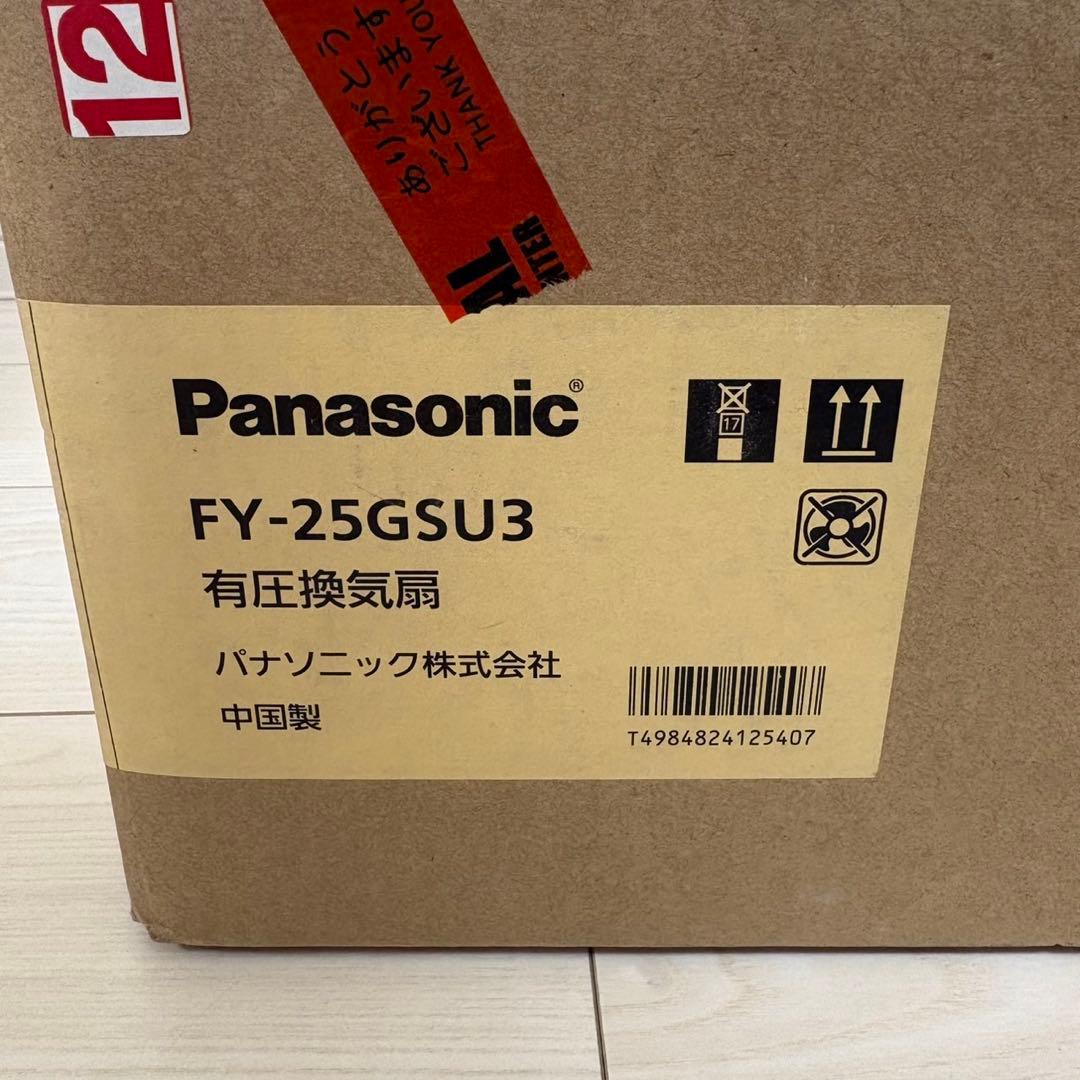 12
ありがとう
ございます
THANK YOU
Panasonic®
17
FY-25GSU3
有圧換気扇
パナソニック株式会社
中国製
T4984824125407